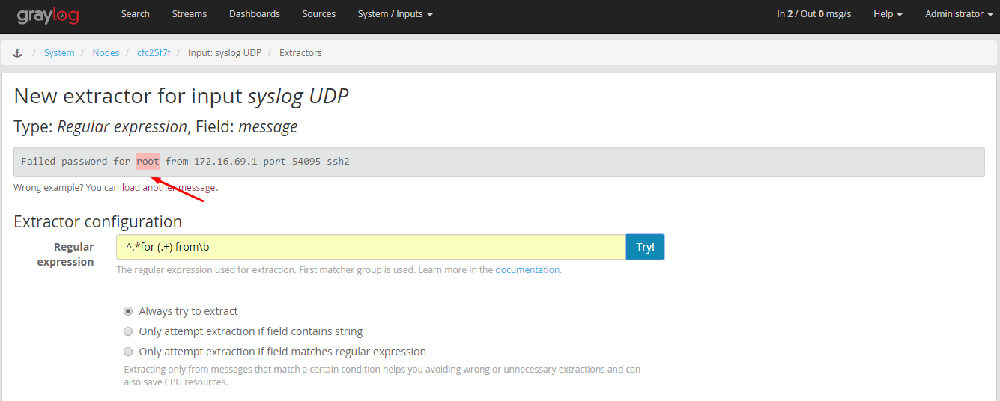 graylog Search Streams Dashboards Sources System / Inputs In 2 / Out 0 msg/s Help Administrator
/ System / Nodes / cfc25f7f / Input: syslog UDP / Extractors
New extractor for input syslog UDP
Type: Regular expression, Field: message
Failed password for root from 172.16.69.1 port 54095 ssh2
Wrong example? You can load another message.
Extractor configuration
Regular expression
^.*for (.+) from\b
Try!
The regular expression used for extraction. First matcher group is used. Learn more in the documentation.
Always try to extract
Only attempt extraction if field contains string
Only attempt extraction if field matches regular expression
Extracting only from messages that match a certain condition helps you avoiding wrong or unnecessary extractions and can
also save CPU resources.